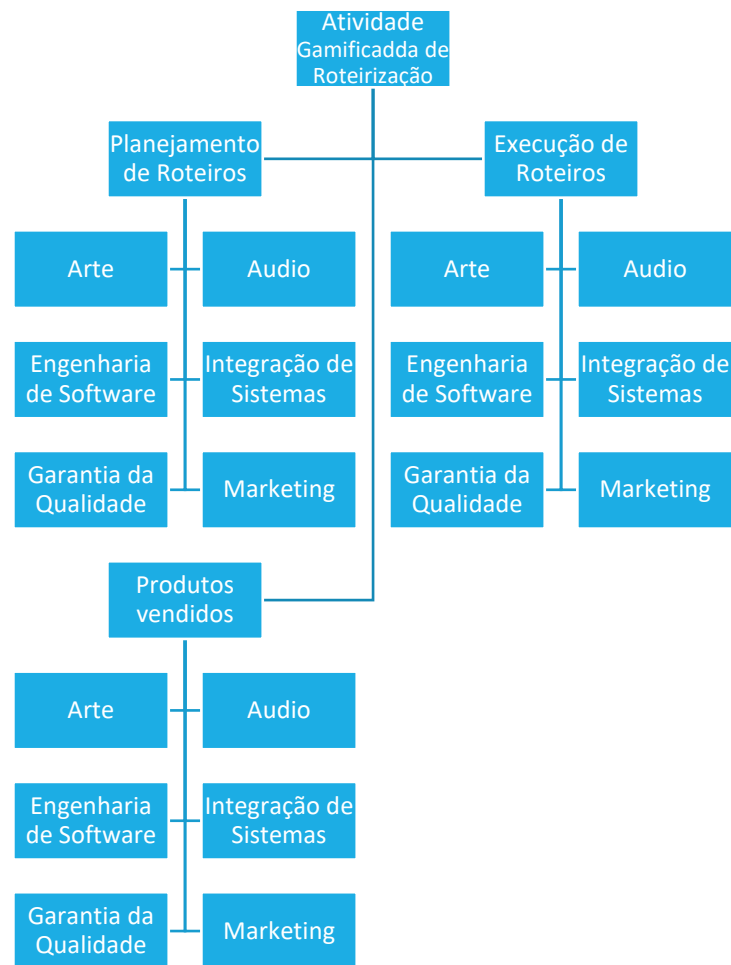 Atividade
Gamificadda de
Roteirização
Planejamento
de Roteiros
Execução de
Roteiros
Arte
Audio
Arte
Audio
Engenharia
de Software
Integração de
Sistemas
Engenharia
de Software
Integração de
Sistemas
Garantia da
Qualidade
Marketing
Garantia da
Qualidade
Marketing
Produtos
vendidos
Arte
Audio
Engenharia
de Software
Integração de
Sistemas
Garantia da
Qualidade
Marketing